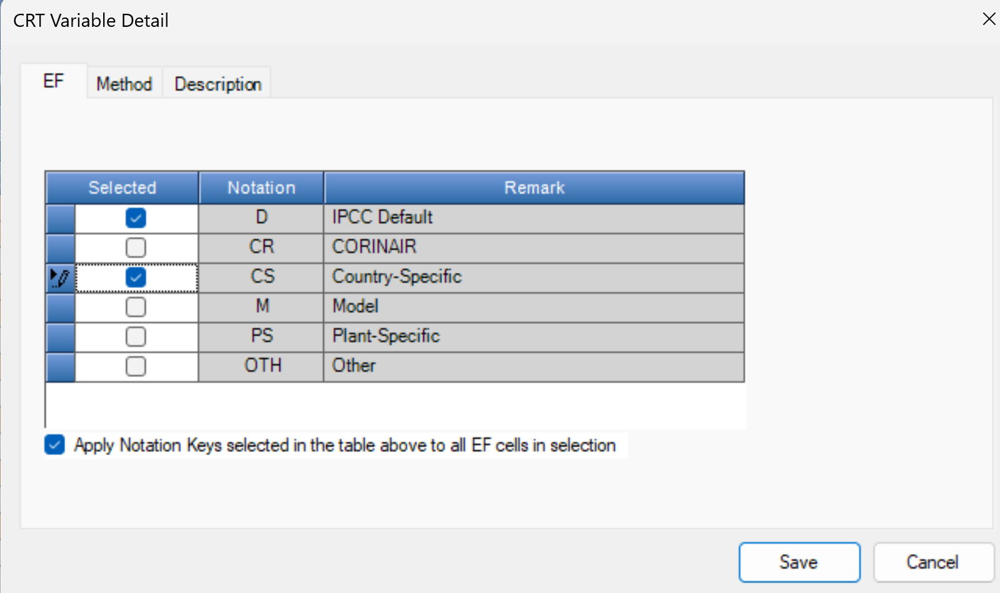 CRT Variable Detail
EF Method Description
Selected Notation Remark
D IPCC Default
CR CORINAIR
CS Country-Specific
M Model
PS Plant-Specific
OTH Other
Apply Notation Keys selected in the table above to all EF cells in selection
Save Cancel